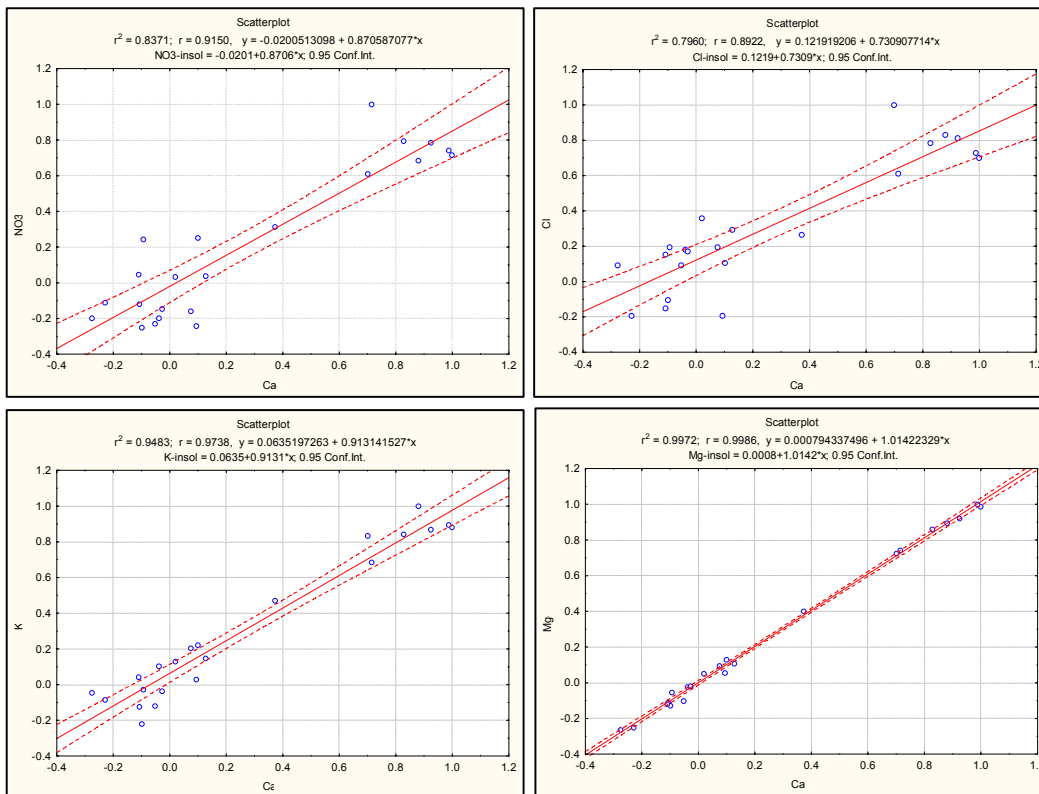 Scatterplot
r² = 0.8371; r = 0.9150, y = -0.0200513098 + 0.870587077*x
NO3-insol = -0.0201+0.8706*x; 0.95 Conf.Int.
1.2
1.0
0.8
0.6
0.4
0.2
0.0
-0.2
-0.4
NO3
-0.4 -0.2 0.0 0.2 0.4 0.6 0.8 1.0 1.2
Ca
Scatterplot
r² = 0.7960; r = 0.8922, y = 0.121919206 + 0.730907714*x
Cl-insol = 0.1219+0.7309*x; 0.95 Conf.Int.
1.2
1.0
0.8
0.6
0.4
0.2
0.0
-0.2
-0.4
Cl
-0.4 -0.2 0.0 0.2 0.4 0.6 0.8 1.0 1.2
Ca
Scatterplot
r² = 0.9483; r = 0.9738, y = 0.0635197263 + 0.913141527*x
K-insol = 0.0635+0.9131*x; 0.95 Conf.Int.
1.2
1.0
0.8
0.6
0.4
0.2
0.0
-0.2
-0.4
K
-0.4 -0.2 0.0 0.2 0.4 0.6 0.8 1.0 1.2
Ca
Scatterplot
r² = 0.9972; r = 0.9986, y = 0.000794337496 + 1.01422329*x
Mg-insol = 0.0008+1.0142*x; 0.95 Conf.Int.
1.2
1.0
0.8
0.6
0.4
0.2
0.0
-0.2
-0.4
Mg
-0.4 -0.2 0.0 0.2 0.4 0.6 0.8 1.0 1.2
Ca